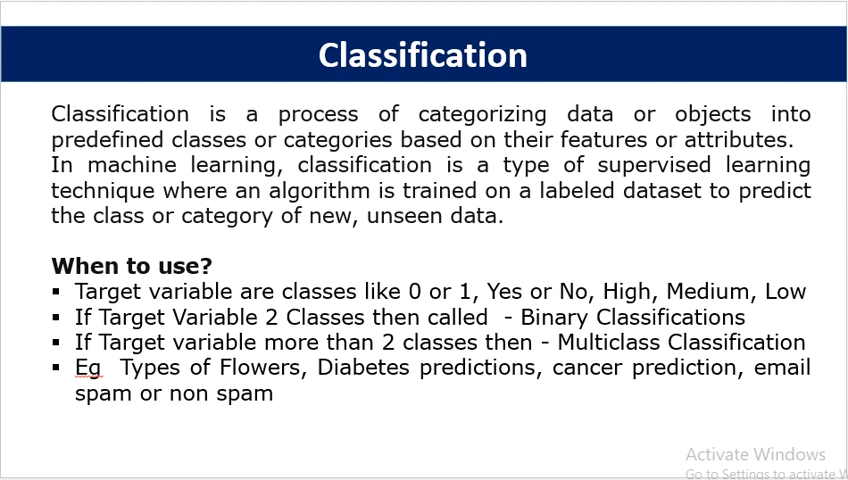 Classification
Classification is a process of categorizing data or objects into
predefined classes or categories based on their features or attributes.
In machine learning, classification is a type of supervised learning
technique where an algorithm is trained on a labeled dataset to predict
the class or category of new, unseen data.
When to use?
▪ Target variable are classes like 0 or 1, Yes or No, High, Medium, Low
▪ If Target Variable 2 Classes then called - Binary Classifications
▪ If Target variable more than 2 classes then - Multiclass Classification
▪ Eg Types of Flowers, Diabetes predictions, cancer prediction, email
spam or non spam
Activate Windows
Go to Settings to activate W